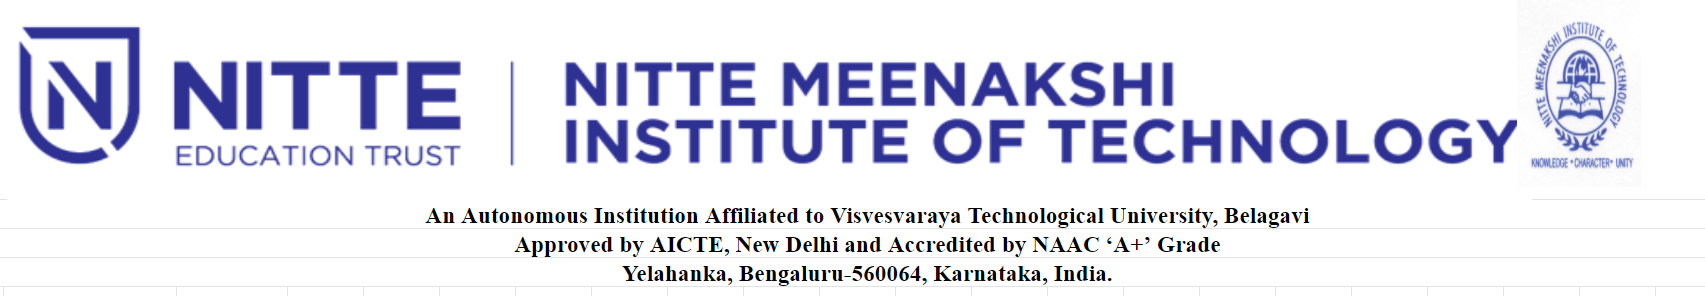 N NITTE
EDUCATION TRUST
NITTE MEENAKSHI
INSTITUTE OF TECHNOLOGY
NITTE MEENAKSHI INSTITUTE OF TECHNOLOGY
KNOWLEDGE * CHARACTER * UNITY
An Autonomous Institution Affiliated to Visvesvaraya Technological University, Belagavi
Approved by AICTE, New Delhi and Accredited by NAAC ‘A+’ Grade
Yelahanka, Bengaluru-560064, Karnataka, India.